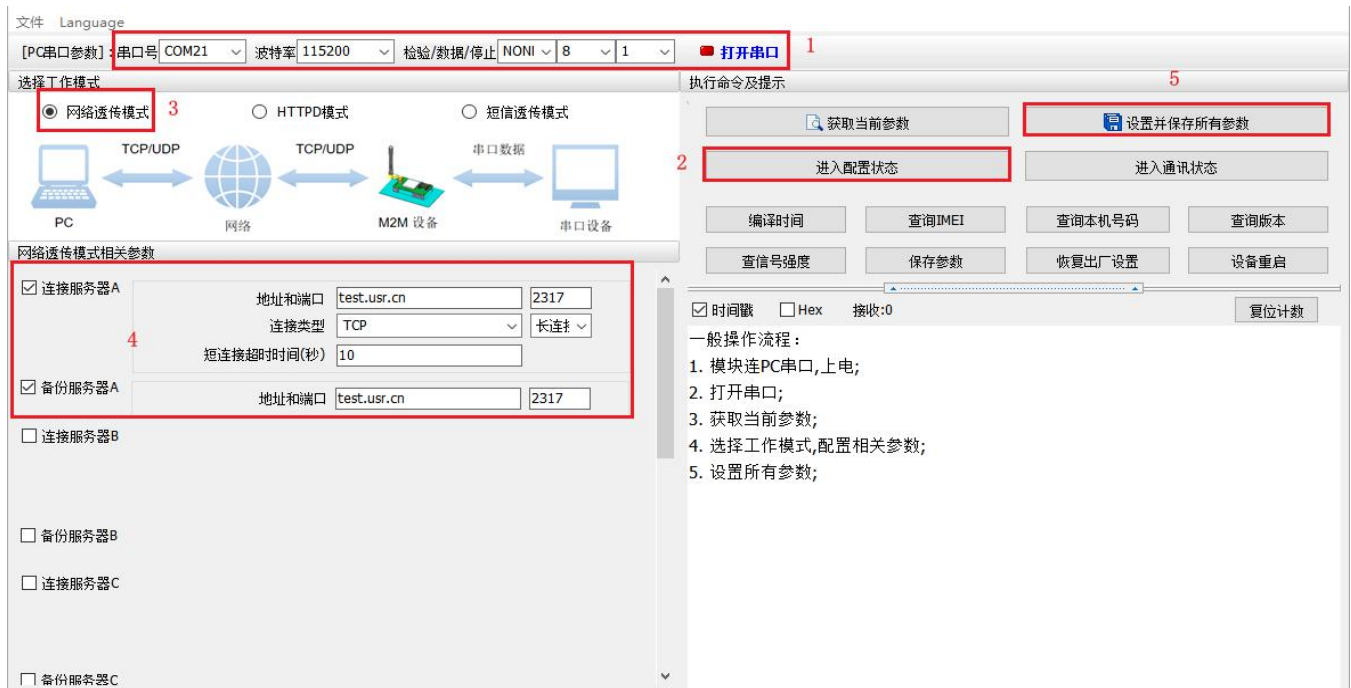 文件 Language
[PC串口参数]:串口号 COM21 波特率 115200 检验/数据/停止 NONI 8 1 打开串口 1
选择工作模式
网络透传模式 3 HTTPD模式 短信透传模式
TCP/UDP TCP/UDP 串口数据
PC 网络 M2M 设备 串口设备
网络透传模式相关参数
连接服务器A
地址和端口 test.usr.cn 2317
连接类型 TCP 长连接
4
短连接超时时间(秒) 10
备份服务器A
地址和端口 test.usr.cn 2317
连接服务器B
备份服务器B
连接服务器C
备份服务器C
执行命令及提示 5
获取当前参数 设置并保存所有参数
2 进入配置状态 进入通讯状态
编译时间 查询IMEI 查询本机号码 查询版本
查信号强度 保存参数 恢复出厂设置 设备重启
时间戳 Hex 接收:0 复位计数
一般操作流程:
1. 模块连PC串口,上电;
2. 打开串口;
3. 获取当前参数;
4. 选择工作模式,配置相关参数;
5. 设置所有参数;